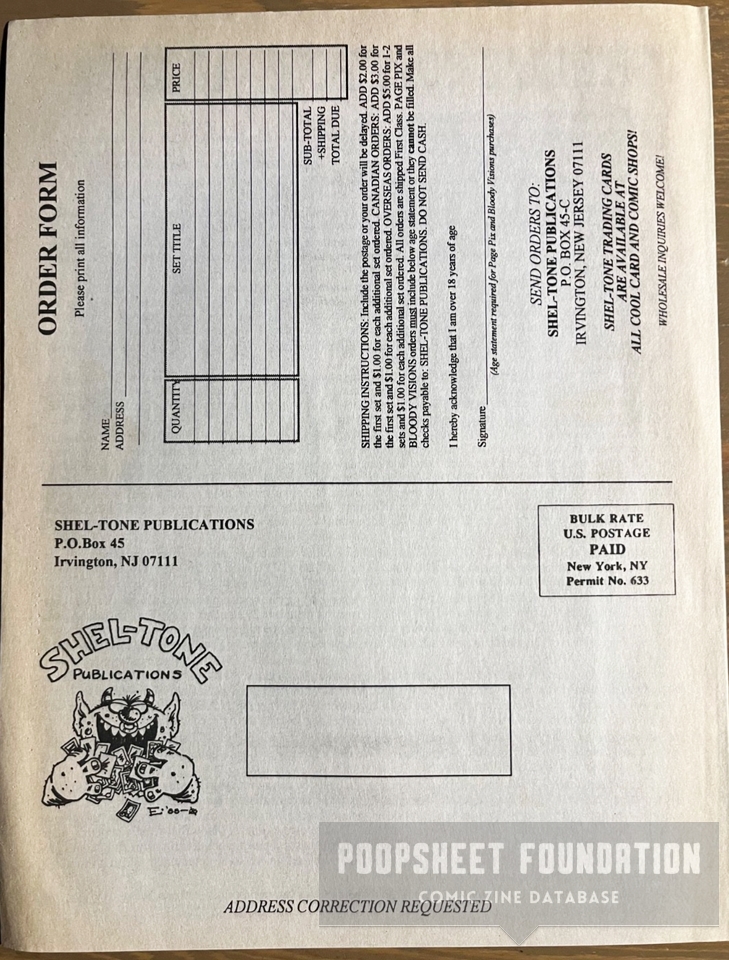 ORDER FORM
Please print all information
NAME
ADDRESS
QUANTITY
SET TITLE
PRICE
SUB-TOTAL
+SHIPPING
TOTAL DUE
SHIPPING INSTRUCTIONS: Include the postage or your order will be delayed. ADD $2.00 for
the first set and $1.00 for each additional set ordered. CANADIAN ORDERS: ADD $3.00 for
the first set and $1.00 for each additional set ordered. OVERSEAS ORDERS: ADD $5.00 for 1-2
sets and $1.00 for each additional set ordered. All orders are shipped First Class. PAGE PIX and
BLOODY VISIONS orders must include below age statement or they cannot be filled. Make all
checks payable to: SHEL-TONE PUBLICATIONS. DO NOT SEND CASH.
I hereby acknowledge that I am over 18 years of age
Signature
(Age statement required for Page Pix and Bloody Visions purchases)
SEND ORDERS TO:
SHEL-TONE PUBLICATIONS
P.O. BOX 45-C
IRVINGTON, NEW JERSEY 07111
SHEL-TONE TRADING CARDS
ARE AVAILABLE AT
ALL COOL CARD AND COMIC SHOPS!
WHOLESALE INQUIRIES WELCOME!
SHEL-TONE PUBLICATIONS
P.O.Box 45
Irvington, NJ 07111
BULK RATE
U.S. POSTAGE
PAID
New York, NY
Permit No. 633
SHEL-TONE
PUBLICATIONS
ADDRESS CORRECTION REQUESTED
POOPSHEET FOUNDATION
COMIC ZINE DATABASE